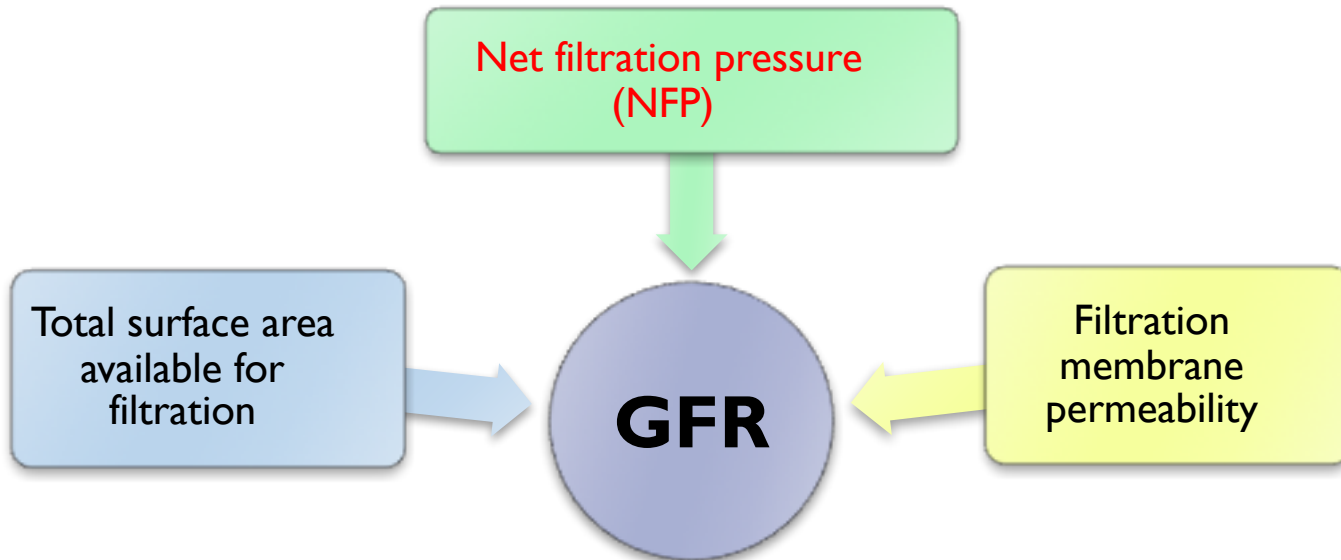 Net filtration pressure
(NFP)
Total surface area
available for
filtration
GFR
Filtration
membrane
permeability